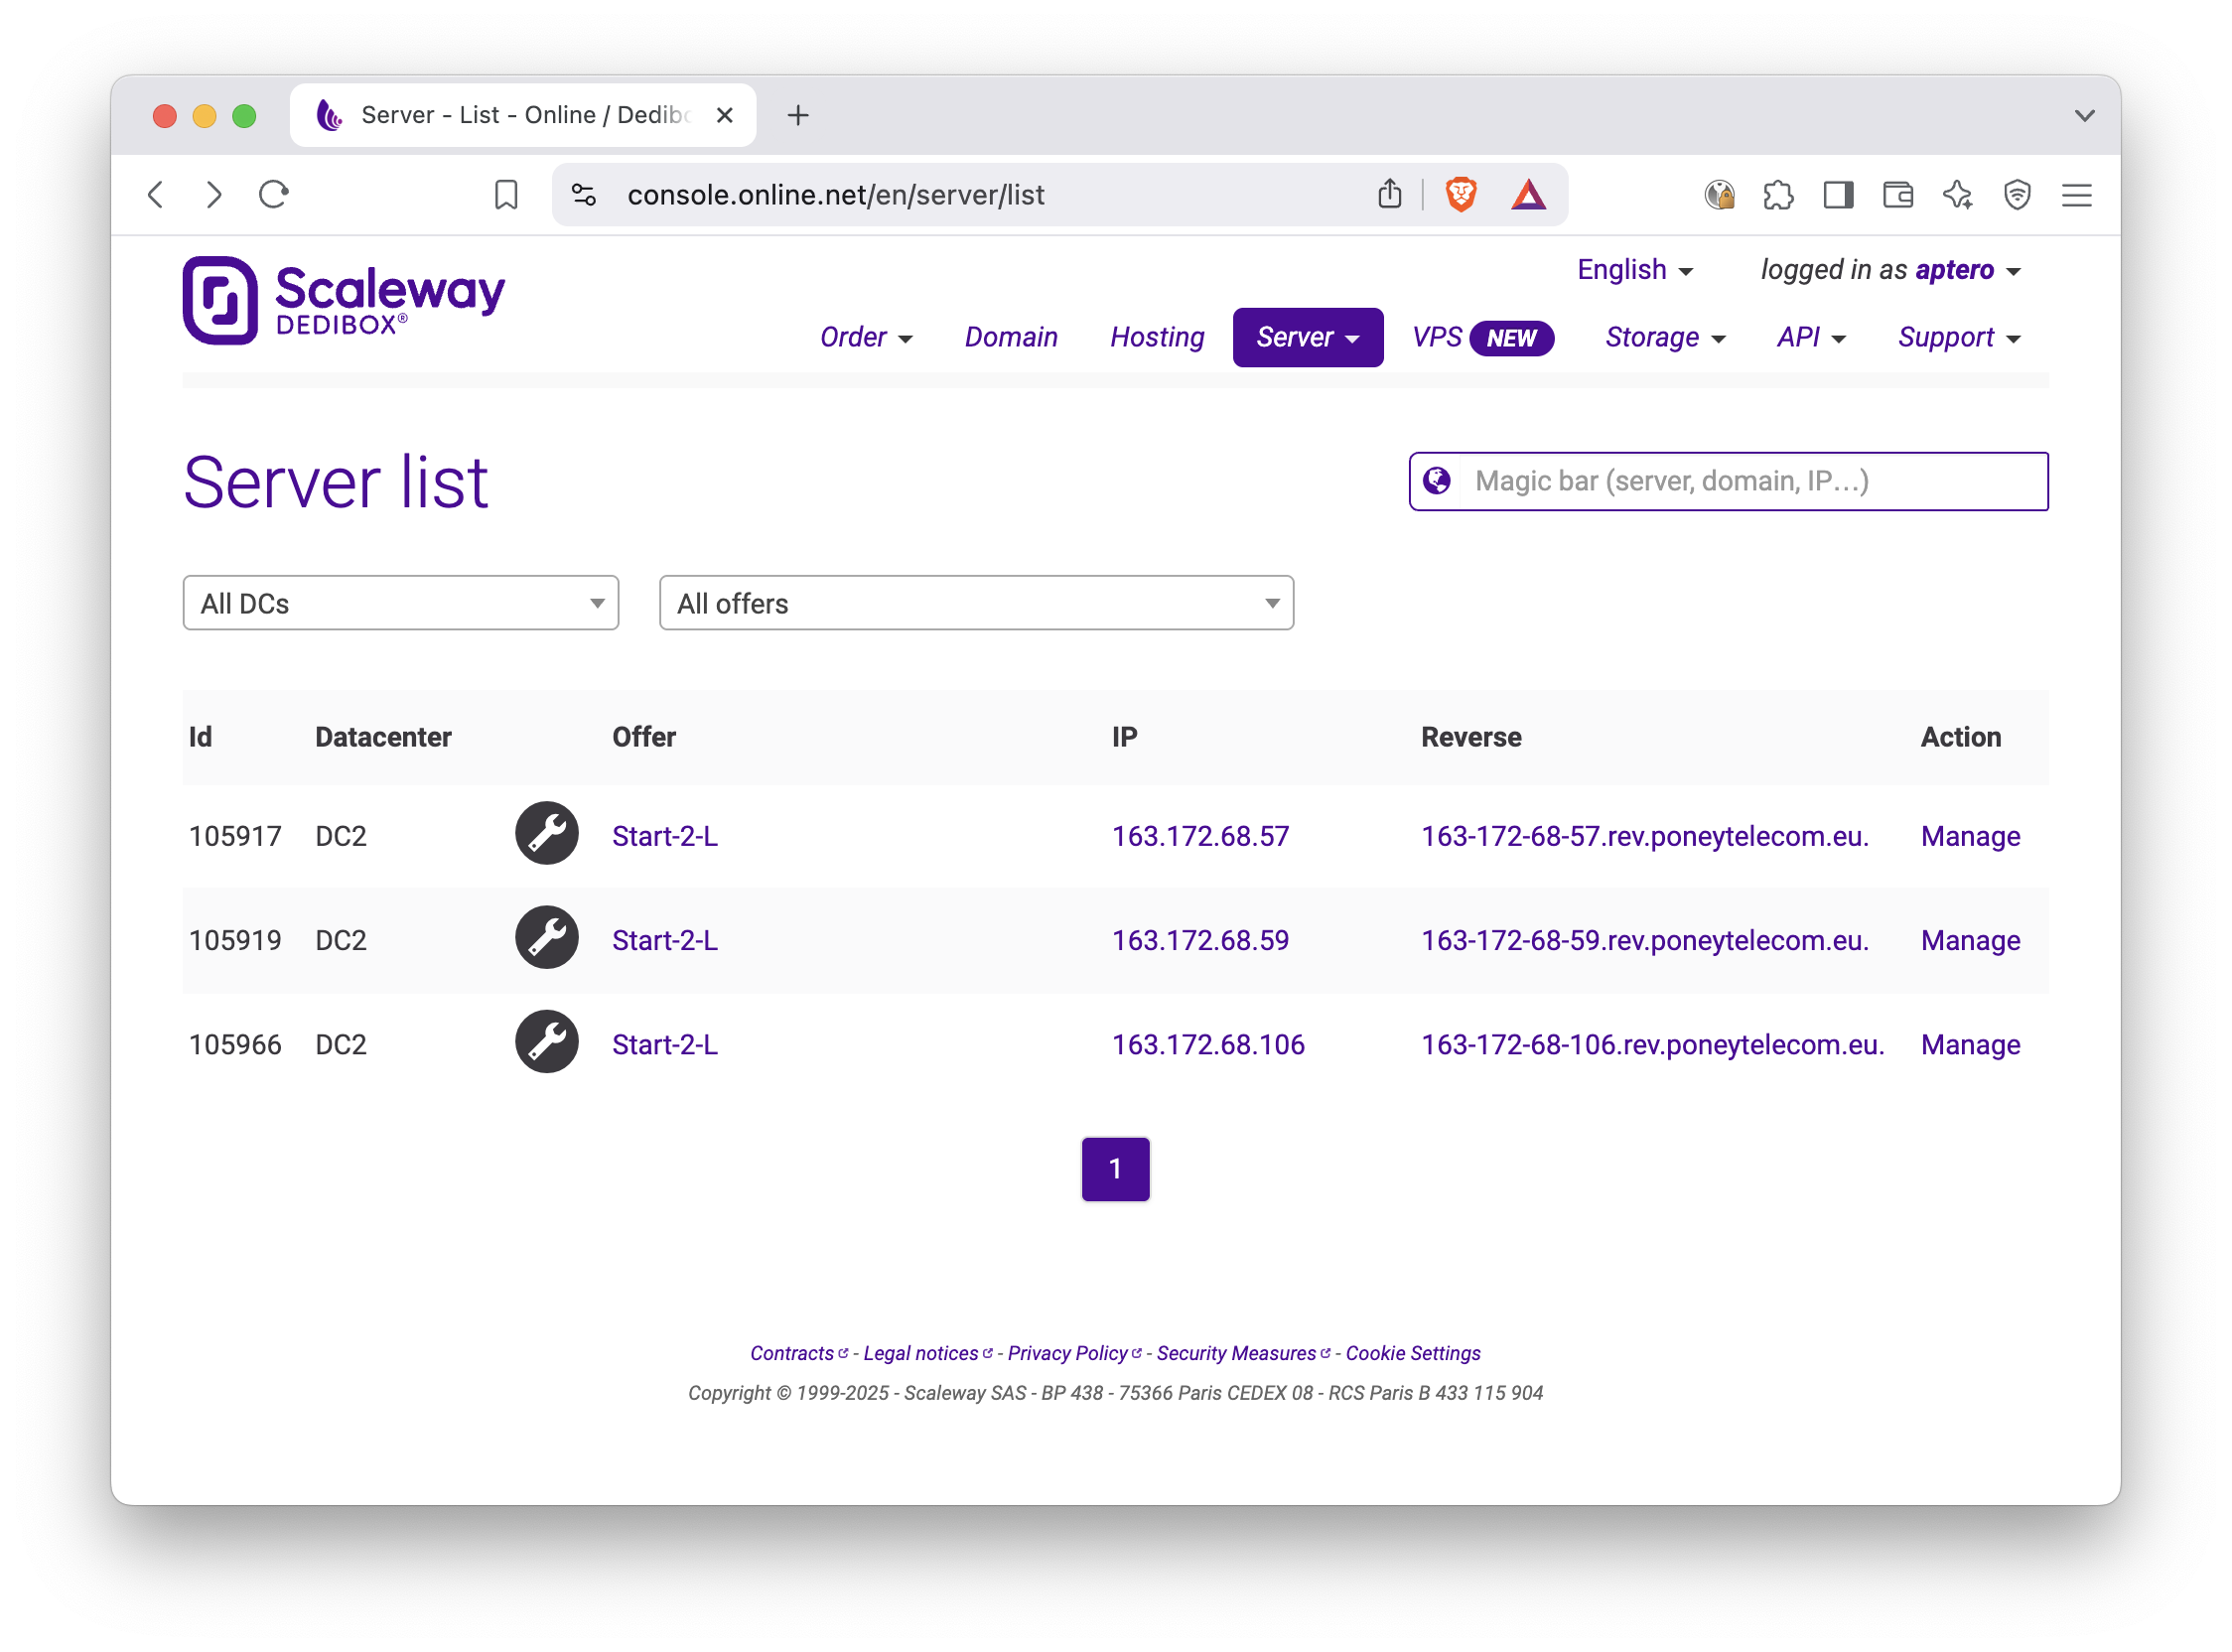 Server - List - Online / Dedib
console.online.net/en/server/list
Scaleway
DEDIBOX®
English
logged in as aptero
Order
Domain
Hosting
Server
VPS NEW
Storage
API
Support
Server list
Magic bar (server, domain, IP…)
All DCs
All offers
Id Datacenter Offer IP Reverse Action
105917 DC2 Start-2-L 163.172.68.57 163-172-68-57.rev.poneytelecom.eu. Manage
105919 DC2 Start-2-L 163.172.68.59 163-172-68-59.rev.poneytelecom.eu. Manage
105966 DC2 Start-2-L 163.172.68.106 163-172-68-106.rev.poneytelecom.eu. Manage
1
Contracts - Legal notices - Privacy Policy - Security Measures - Cookie Settings
Copyright © 1999-2025 - Scaleway SAS - BP 438 - 75366 Paris CEDEX 08 - RCS Paris B 433 115 904